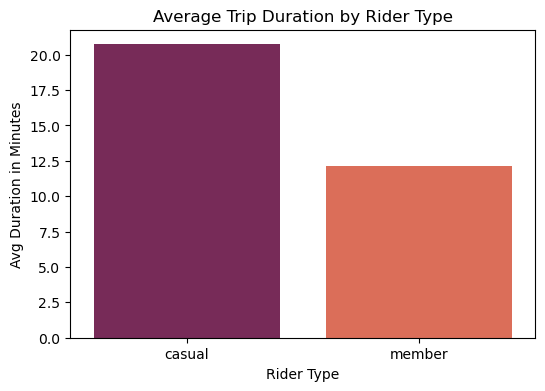 Average Trip Duration by Rider Type
Avg Duration in Minutes
20.0
17.5
15.0
12.5
10.0
7.5
5.0
2.5
0.0
casual member
Rider Type